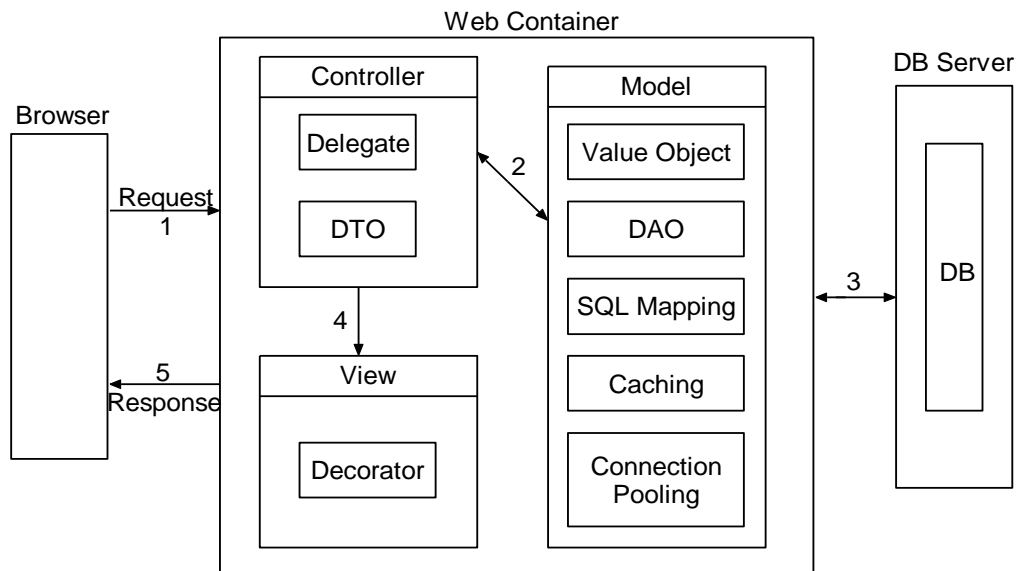 Web Container
Browser
Request
1
5
Response
Controller
Delegate
DTO
4
View
Decorator
2
Model
Value Object
DAO
SQL Mapping
Caching
Connection
Pooling
3
DB Server
DB